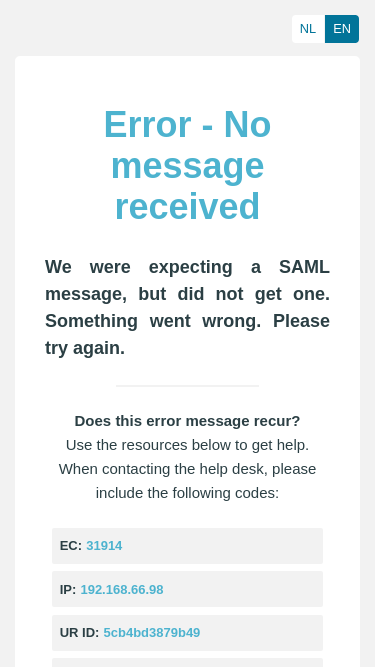 NL EN
Error - No
message
received
We were expecting a SAML
message, but did not get one.
Something went wrong. Please
try again.
Does this error message recur?
Use the resources below to get help.
When contacting the help desk, please
include the following codes:
EC: 31914
IP: 192.168.66.98
UR ID: 5cb4bd3879b49